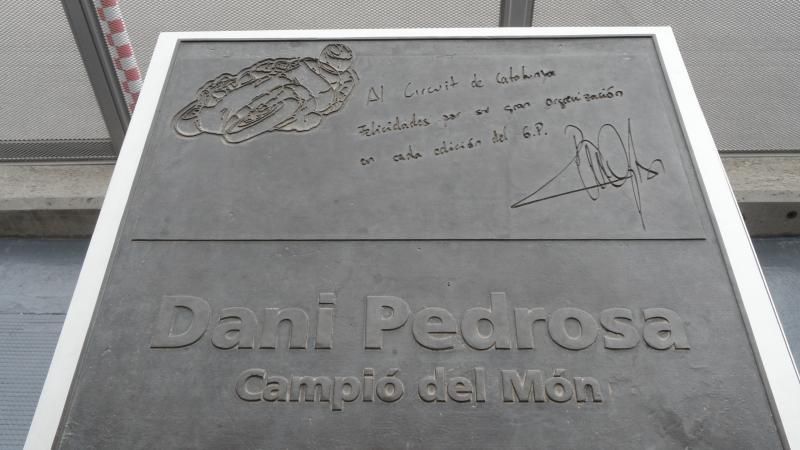 Al Circuit de Catalunya
Felicidades por su gran organización
en cada edición del G.P.
Dani Pedrosa
Campió del Món